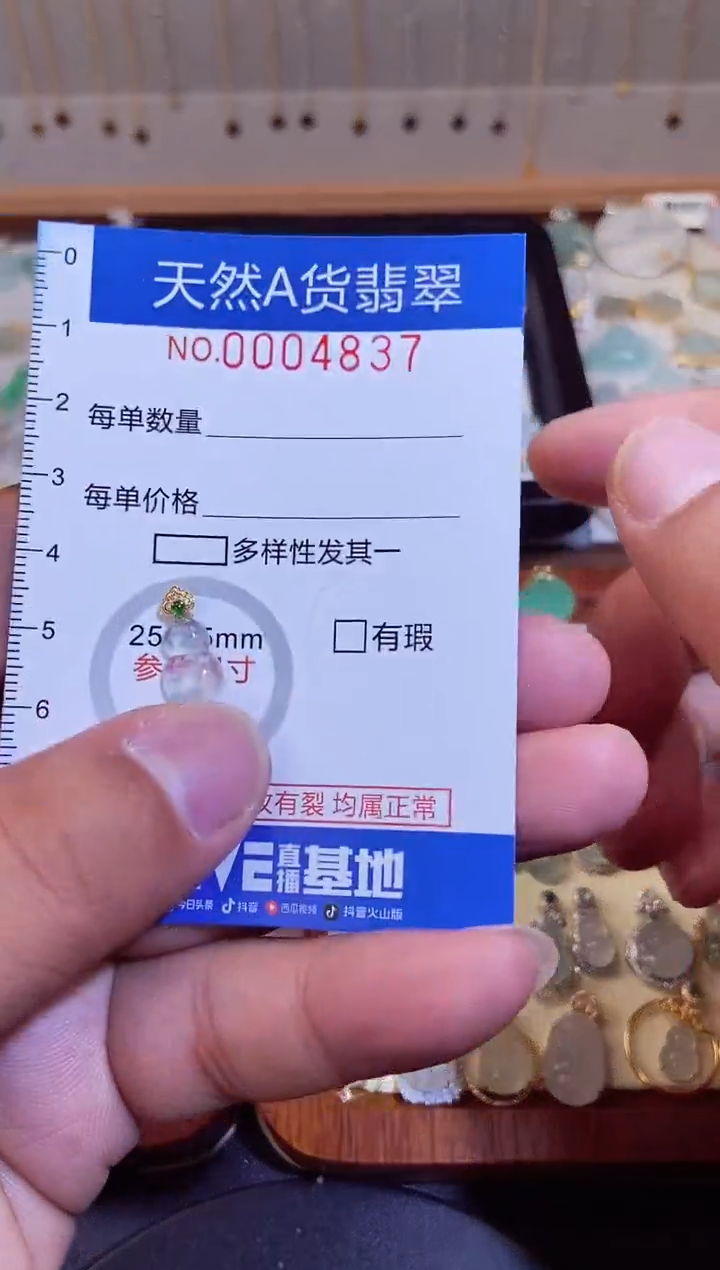 天然A货翡翠
NO.0004837
每单数量
每单价格
多样性发其一
25 5mm
参 寸
有瑕
有裂 均属正常
直播基地
今日头条 抖音 西瓜视频 抖音火山版
0
1
2
3
4
5
6